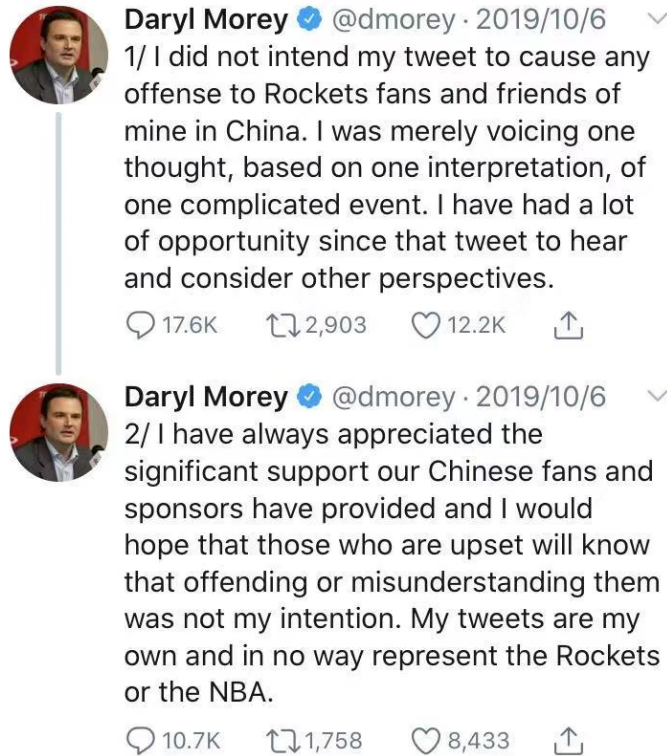 Daryl Morey @dmorey · 2019/10/6
1/ I did not intend my tweet to cause any
offense to Rockets fans and friends of
mine in China. I was merely voicing one
thought, based on one interpretation, of
one complicated event. I have had a lot
of opportunity since that tweet to hear
and consider other perspectives.
17.6K 2,903 12.2K
Daryl Morey @dmorey · 2019/10/6
2/ I have always appreciated the
significant support our Chinese fans and
sponsors have provided and I would
hope that those who are upset will know
that offending or misunderstanding them
was not my intention. My tweets are my
own and in no way represent the Rockets
or the NBA.
10.7K 1,758 8,433